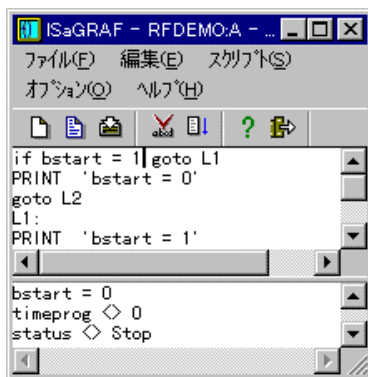 ISaGRAF - RFDEMO:A - ...
ファイル(F) 編集(E) スクリプト(S)
オプション(O) ヘルプ(H)
abcd
if bstart = 1 goto L1
PRINT 'bstart = 0'
goto L2
L1:
PRINT 'bstart = 1'
bstart = 0
timeprog <> 0
status <> Stop